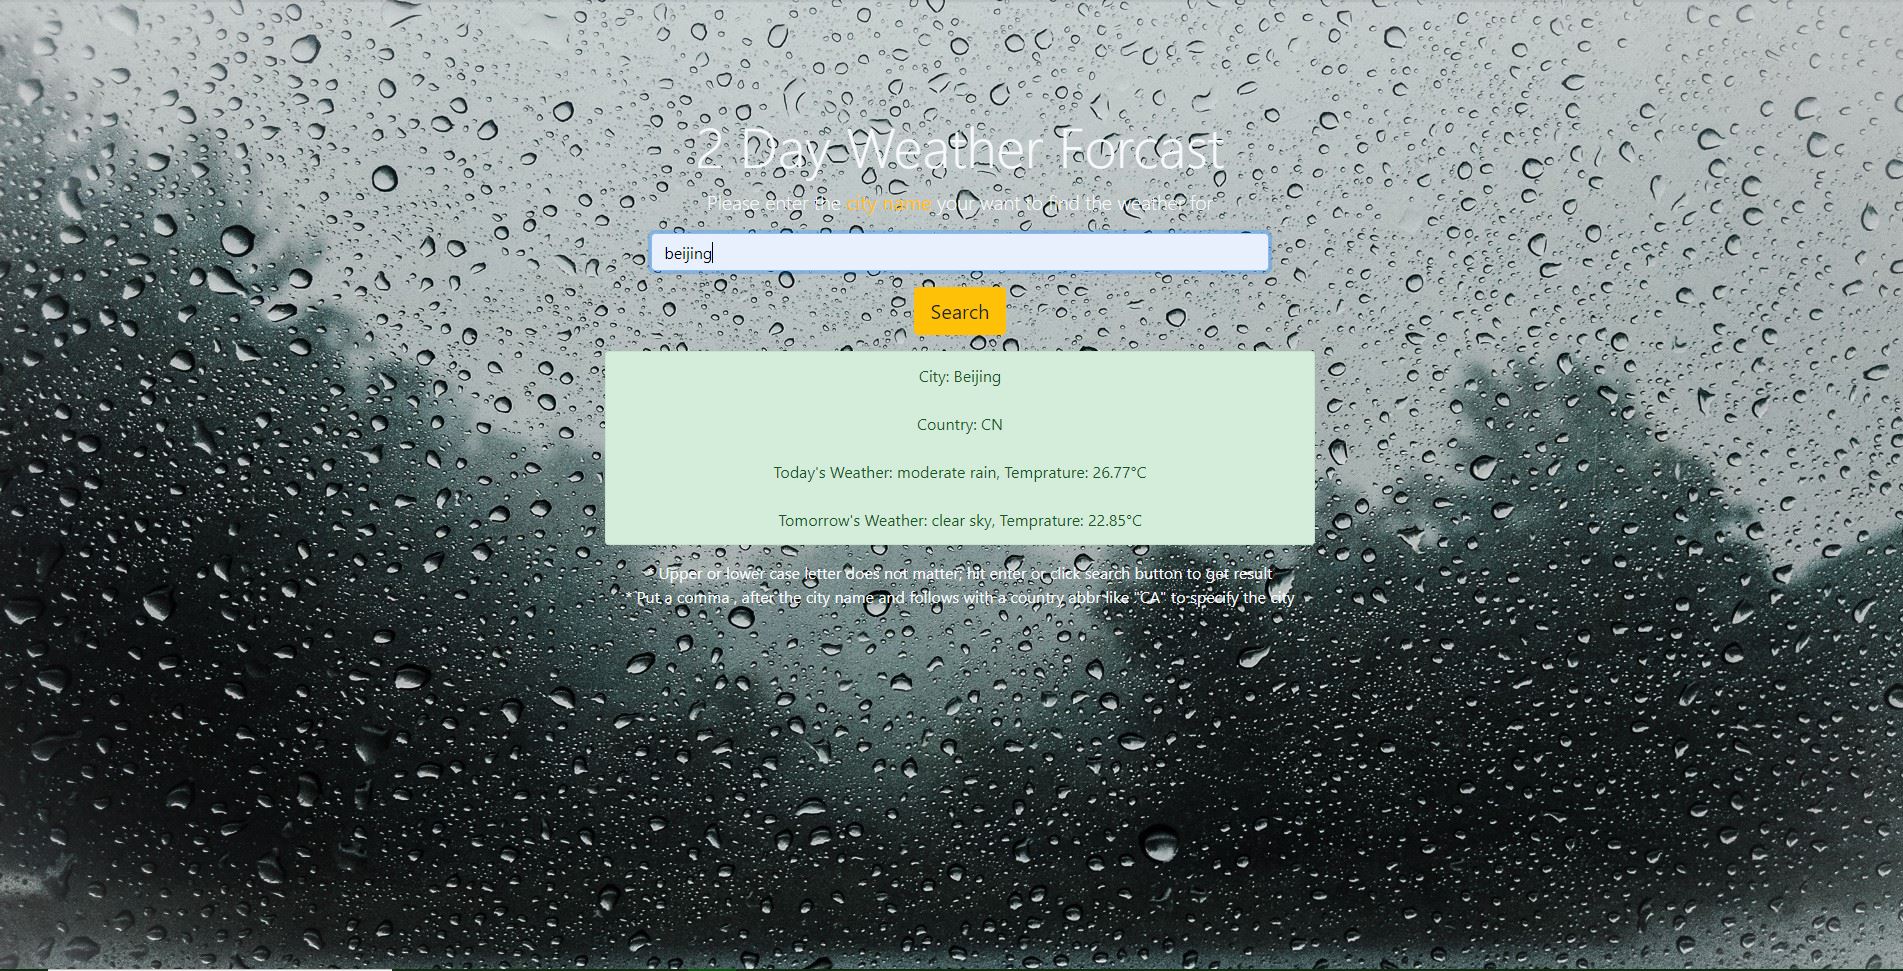 2 Day Weather Forcast
Please enter the city name your want to find the weather for
beijing
Search
City: Beijing
Country: CN
Today's Weather: moderate rain, Temprature: 26.77°C
Tomorrow's Weather: clear sky, Temprature: 22.85°C
* Upper or lower case letter does not matter; hit enter or click search button to get result
* Put a comma , after the city name and follows with a country abbr like "CA" to specify the city